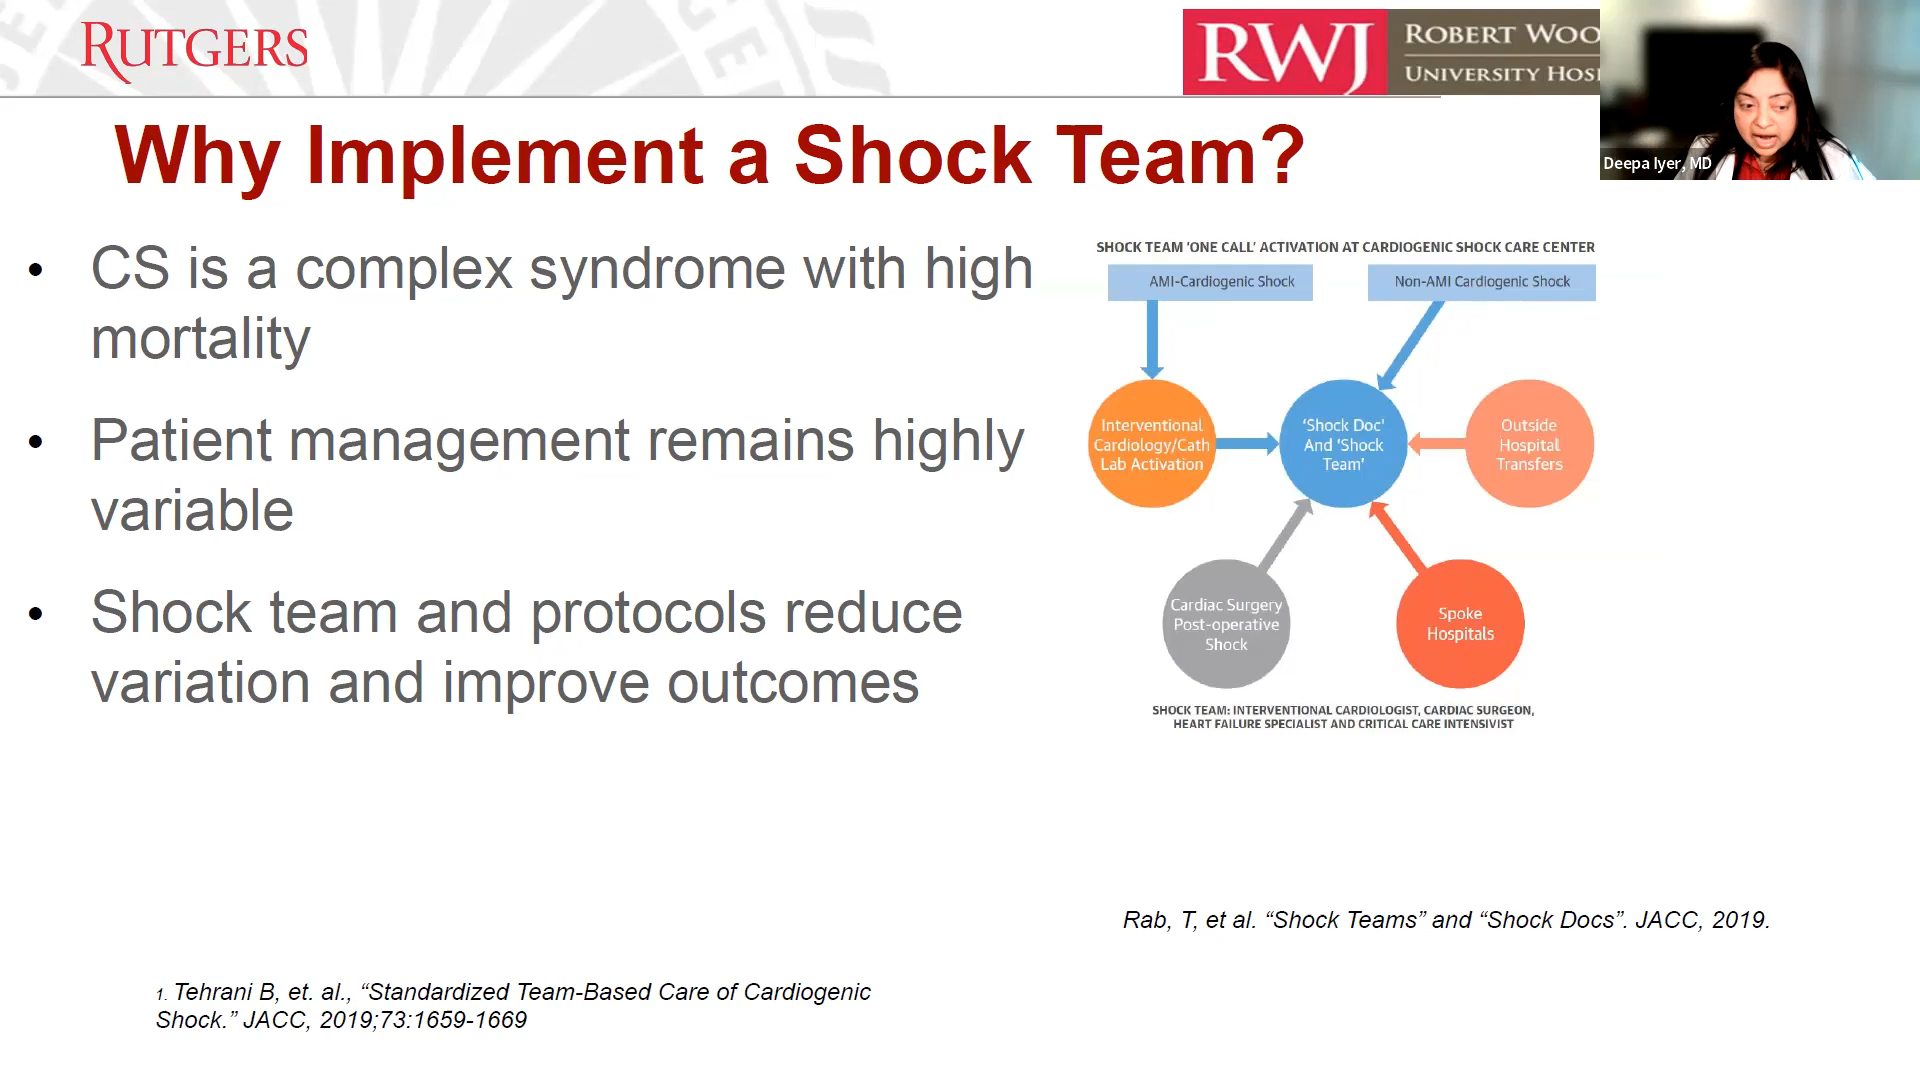 RUTGERS
RWJ
ROBERT WOO
UNIVERSITY HOS
Deepa Iyer, MD
Why Implement a Shock Team?
• CS is a complex syndrome with high
mortality
• Patient management remains highly
variable
• Shock team and protocols reduce
variation and improve outcomes
SHOCK TEAM ‘ONE CALL’ ACTIVATION AT CARDIOGENIC SHOCK CARE CENTER
AMI-Cardiogenic Shock
Non-AMI Cardiogenic Shock
Interventional
Cardiology/Cath
Lab Activation
‘Shock Doc’
And ‘Shock
Team’
Outside
Hospital
Transfers
Cardiac Surgery
Post-operative
Shock
Spoke
Hospitals
SHOCK TEAM: INTERVENTIONAL CARDIOLOGIST, CARDIAC SURGEON,
HEART FAILURE SPECIALIST AND CRITICAL CARE INTENSIVIST
Rab, T, et al. “Shock Teams” and “Shock Docs”. JACC, 2019.
1. Tehrani B, et. al., “Standardized Team-Based Care of Cardiogenic
Shock.” JACC, 2019;73:1659-1669